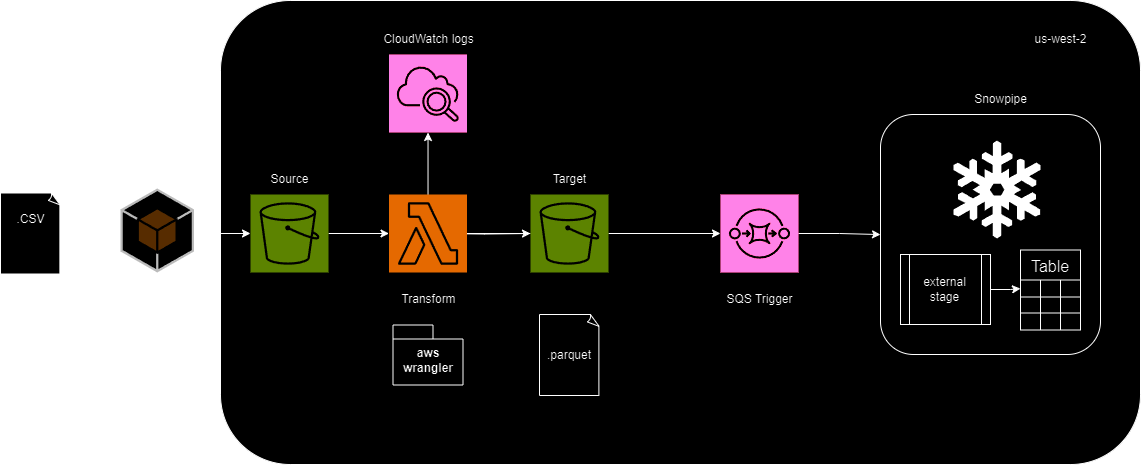 CloudWatch logs
us-west-2
Snowpipe
Source
Target
.CSV
Transform
SQS Trigger
external
stage
Table
aws
wrangler
.parquet